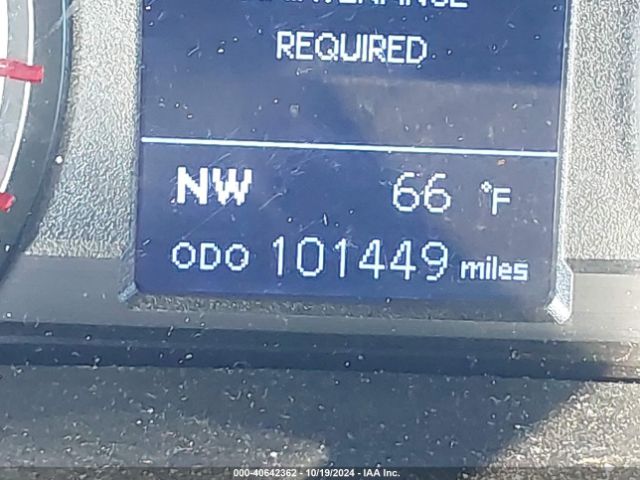 REQUIRED
NW 66 °F
ODO 101449 miles
000-40642362 - 10/19/2024 - IAA Inc.